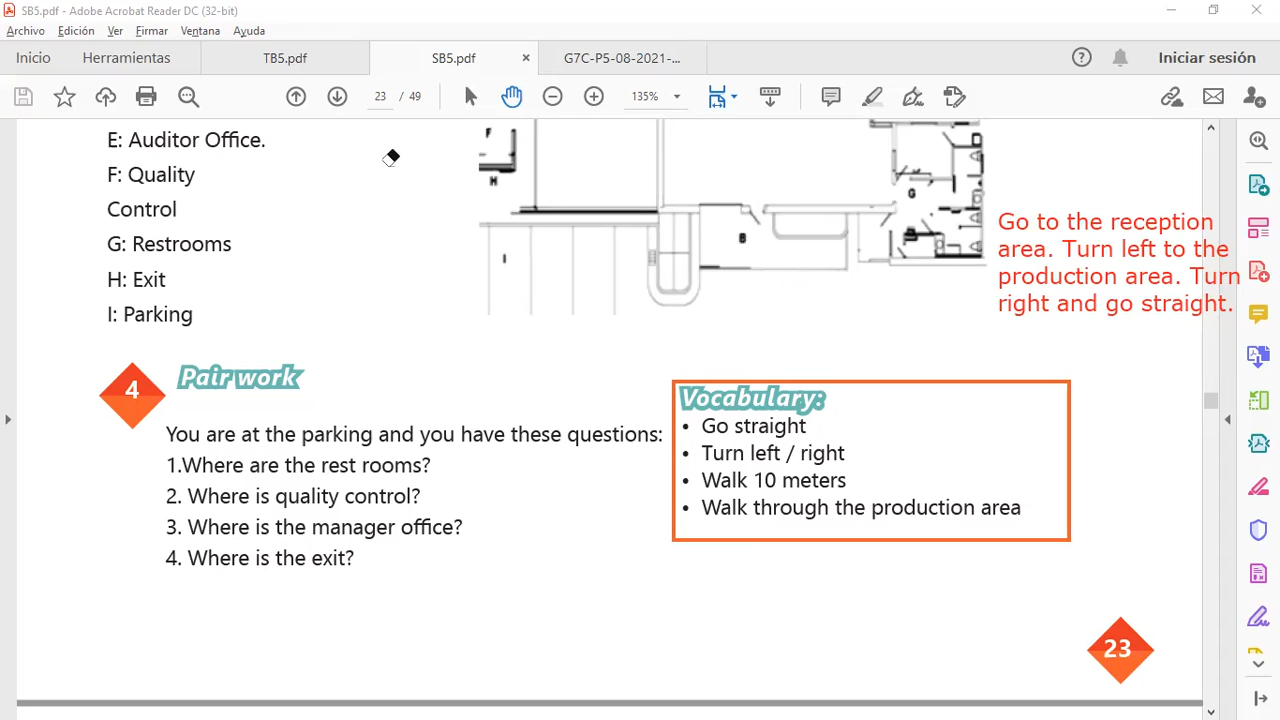 SB5.pdf - Adobe Acrobat Reader DC (32-bit)
Archivo Edición Ver Firmar Ventana Ayuda
Inicio Herramientas TB5.pdf SB5.pdf × G7C-P5-08-2021-... Iniciar sesión
23 / 49 135%
E: Auditor Office.
F: Quality
Control
G: Restrooms
H: Exit
I: Parking
F
H
I
B
G
Go to the reception
area. Turn left to the
production area. Turn
right and go straight.
4 Pair work
You are at the parking and you have these questions:
1.Where are the rest rooms?
2. Where is quality control?
3. Where is the manager office?
4. Where is the exit?
Vocabulary:
• Go straight
• Turn left / right
• Walk 10 meters
• Walk through the production area
23